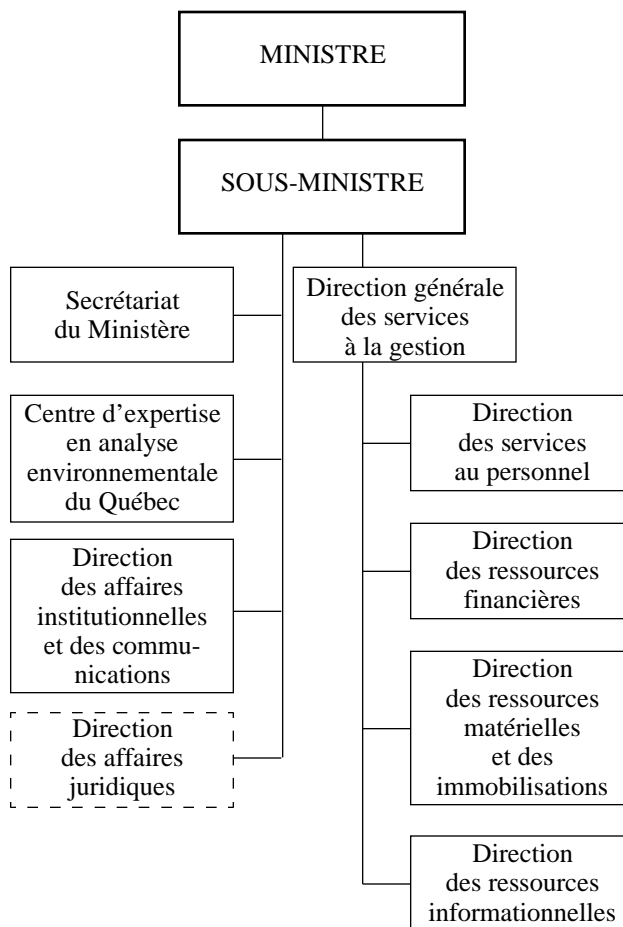 MINISTRE
SOUS-MINISTRE
Secrétariat
du Ministère
Direction générale
des services
à la gestion
Centre d’expertise
en analyse
environnementale
du Québec
Direction
des affaires
institutionnelles
et des commu-
nications
Direction
des affaires
juridiques
Direction
des services
au personnel
Direction
des ressources
financières
Direction
des ressources
matérielles
et des
immobilisations
Direction
des ressources
informationnelles